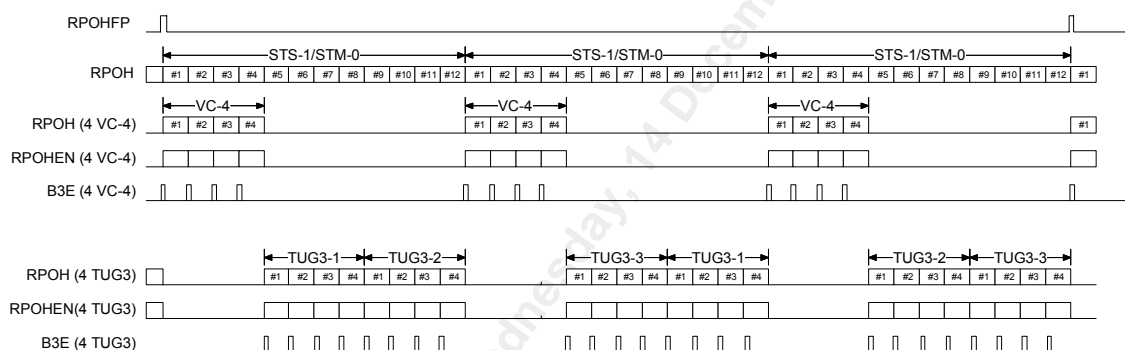 RPOHFP
STS-1/STM-0 STS-1/STM-0 STS-1/STM-0
RPOH #1 #2 #3 #4 #5 #6 #7 #8 #9 #10 #11 #12 #1 #2 #3 #4 #5 #6 #7 #8 #9 #10 #11 #12 #1 #2 #3 #4 #5 #6 #7 #8 #9 #10 #11 #12 #1
VC-4 VC-4 VC-4
RPOH (4 VC-4) #1 #2 #3 #4 #1 #2 #3 #4 #1 #2 #3 #4 #1
RPOHEN (4 VC-4)
B3E (4 VC-4)
TUG3-1 TUG3-2 TUG3-3 TUG3-1 TUG3-2 TUG3-3
RPOH (4 TUG3) #1 #2 #3 #4 #1 #2 #3 #4 #1 #2 #3 #4 #1 #2 #3 #4 #1 #2 #3 #4 #1 #2 #3 #4
RPOHEN(4 TUG3)
B3E (4 TUG3)